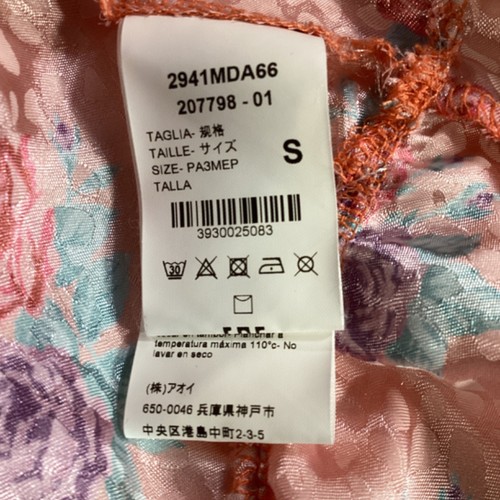 2941MDA66
207798 - 01
TAGLIA- 规格
TAILLE- サイズ
SIZE- РАЗМЕР
TALLA
S
3930025083
30
temperatura máxima 110°c- No
lavar en seco
(株)アオイ
650-0046 兵庫県神戸市
中央区港島中町2-3-5